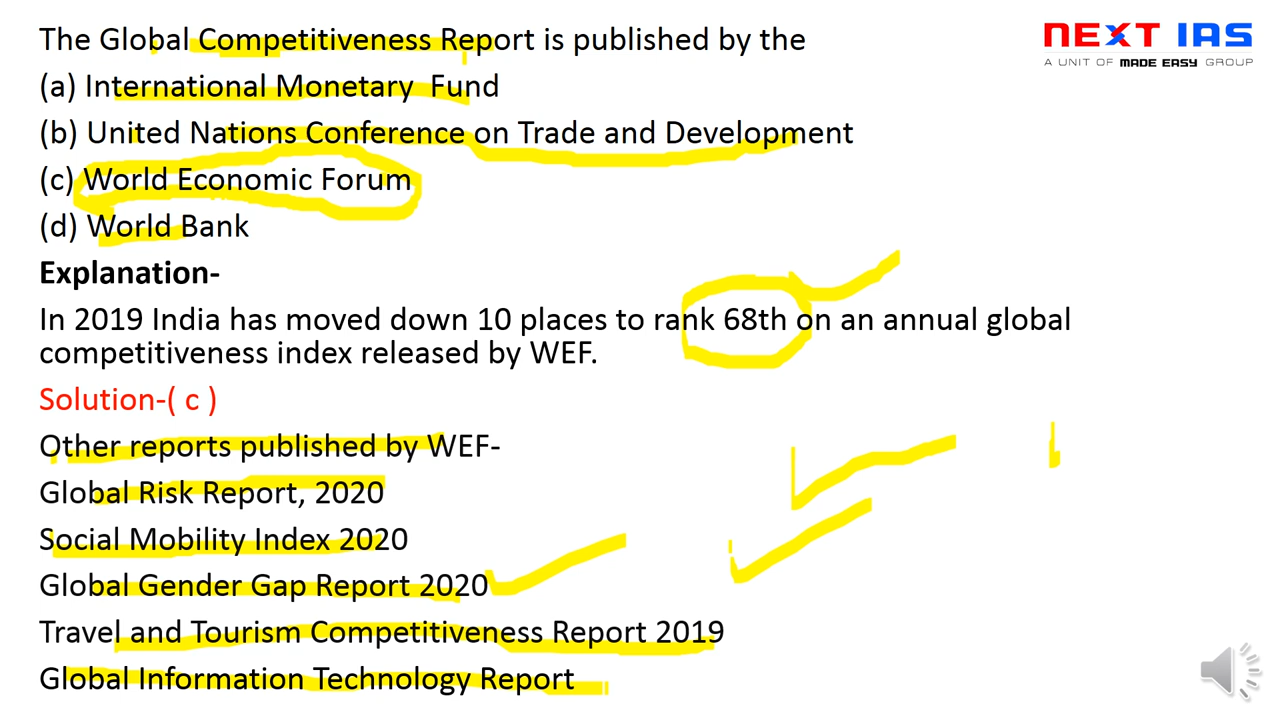 The Global Competitiveness Report is published by the
NEXT IAS
A UNIT OF MADE EASY GROUP
(a) International Monetary Fund
(b) United Nations Conference on Trade and Development
(c) World Economic Forum
(d) World Bank
Explanation-
In 2019 India has moved down 10 places to rank 68th on an annual global
competitiveness index released by WEF.
Solution-( c )
Other reports published by WEF-
Global Risk Report, 2020
Social Mobility Index 2020
Global Gender Gap Report 2020
Travel and Tourism Competitiveness Report 2019
Global Information Technology Report